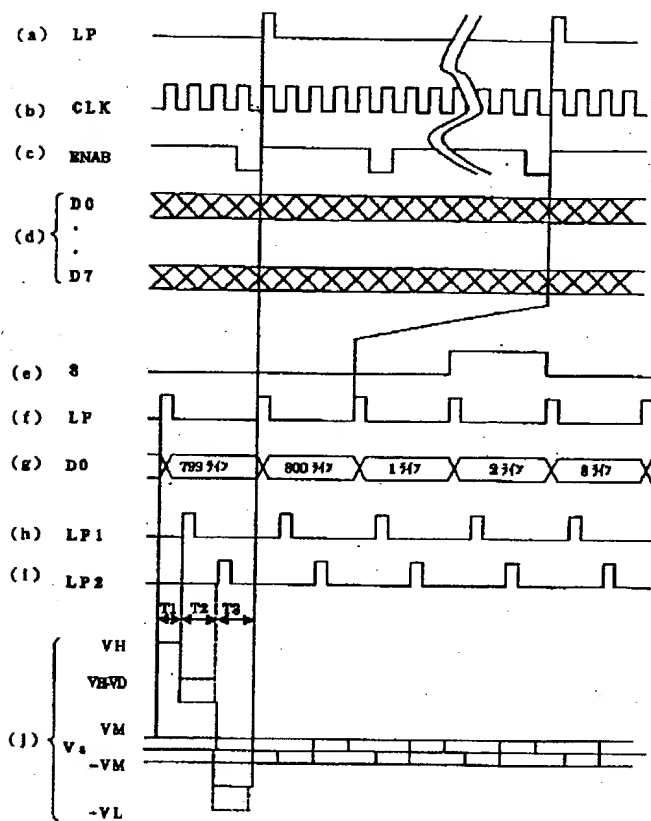 (a) LP
(b) CLK
(c) ENAB
D0
(d)
D7
(e) S
(f) LP
(g) D0 799ライン 800ライン 1ライン 2ライン 3ライン
(h) LP1
(i) LP2
T1 T2 T3
VH
VH-VD
VM
(j) Vs
-VM
-VL